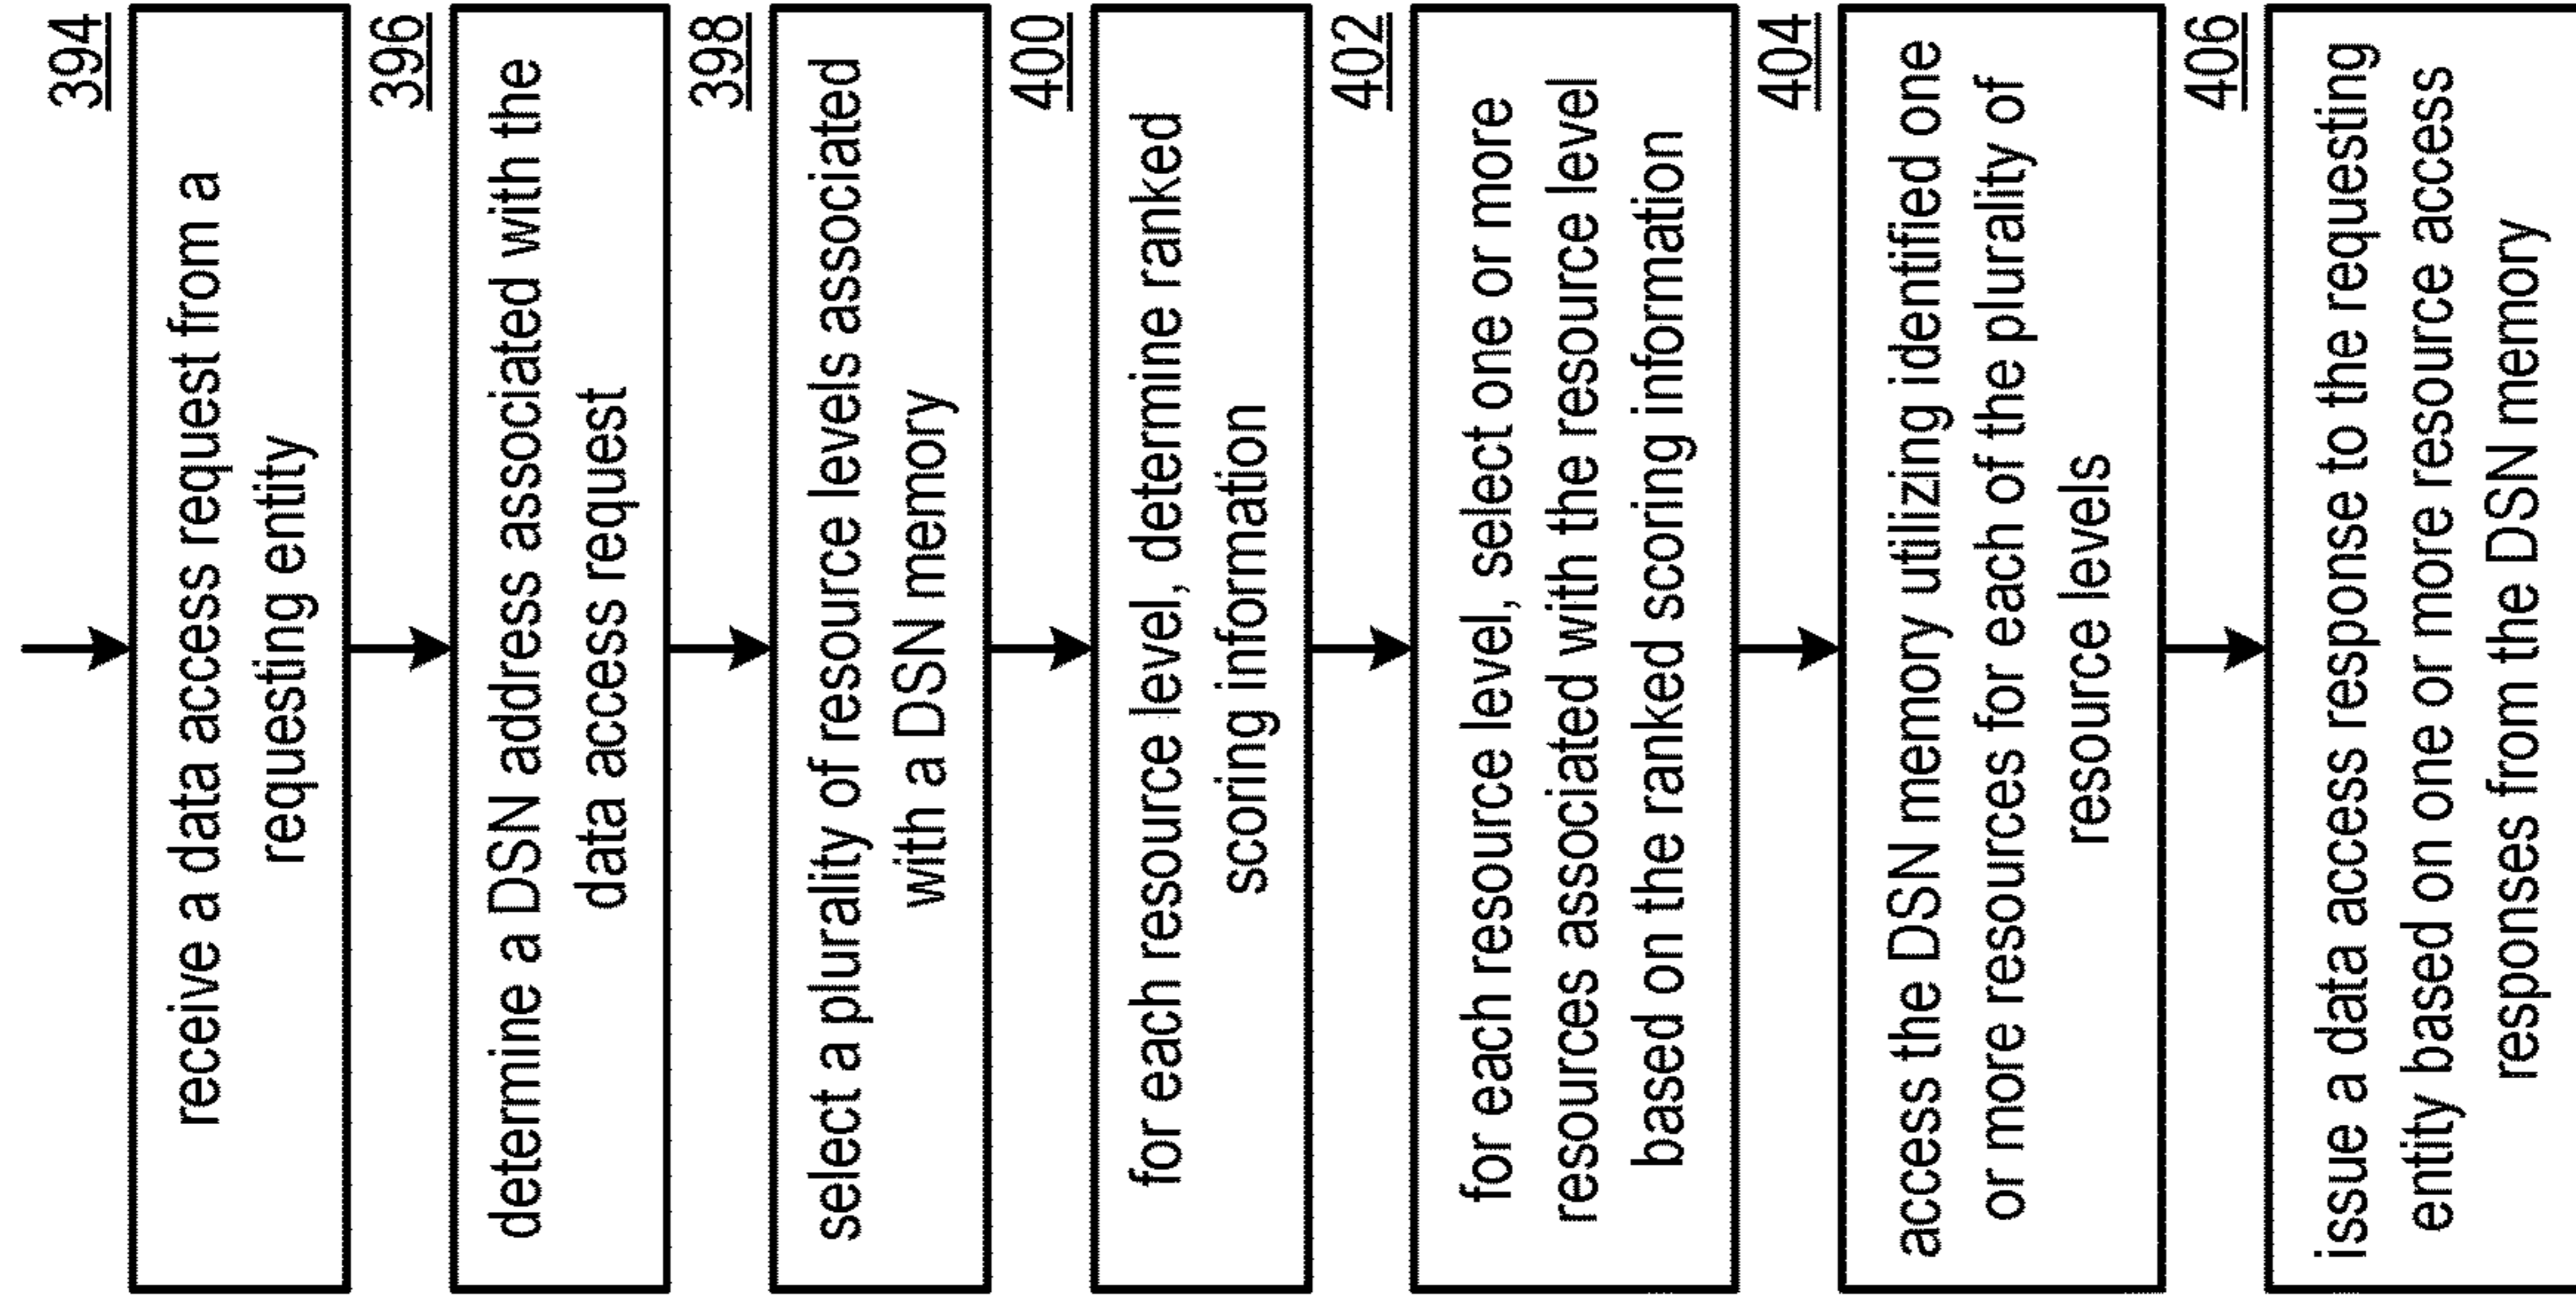 394
receive a data access request from a
requesting entity
396
determine a DSN address associated with the
data access request
398
select a plurality of resource levels associated
with a DSN memory
400
for each resource level, determine ranked
scoring information
402
for each resource level, select one or more
resources associated with the resource level
based on the ranked scoring information
404
access the DSN memory utilizing identified one
or more resources for each of the plurality of
resource levels
406
issue a data access response to the requesting
entity based on one or more resource access
responses from the DSN memory